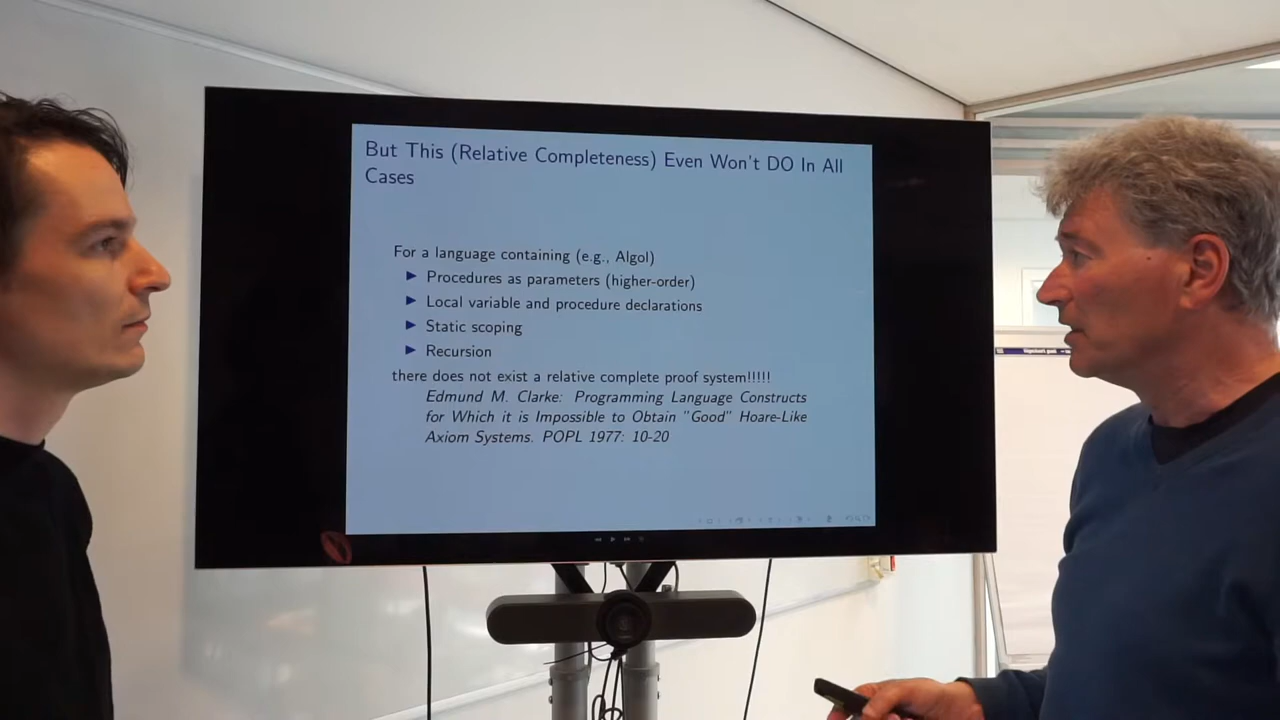 But This (Relative Completeness) Even Won't DO In All
Cases
For a language containing (e.g., Algol)
Procedures as parameters (higher-order)
Local variable and procedure declarations
Static scoping
Recursion
there does not exist a relative complete proof system!!!!!
Edmund M. Clarke: Programming Language Constructs
for Which it is Impossible to Obtain "Good" Hoare-Like
Axiom Systems. POPL 1977: 10-20